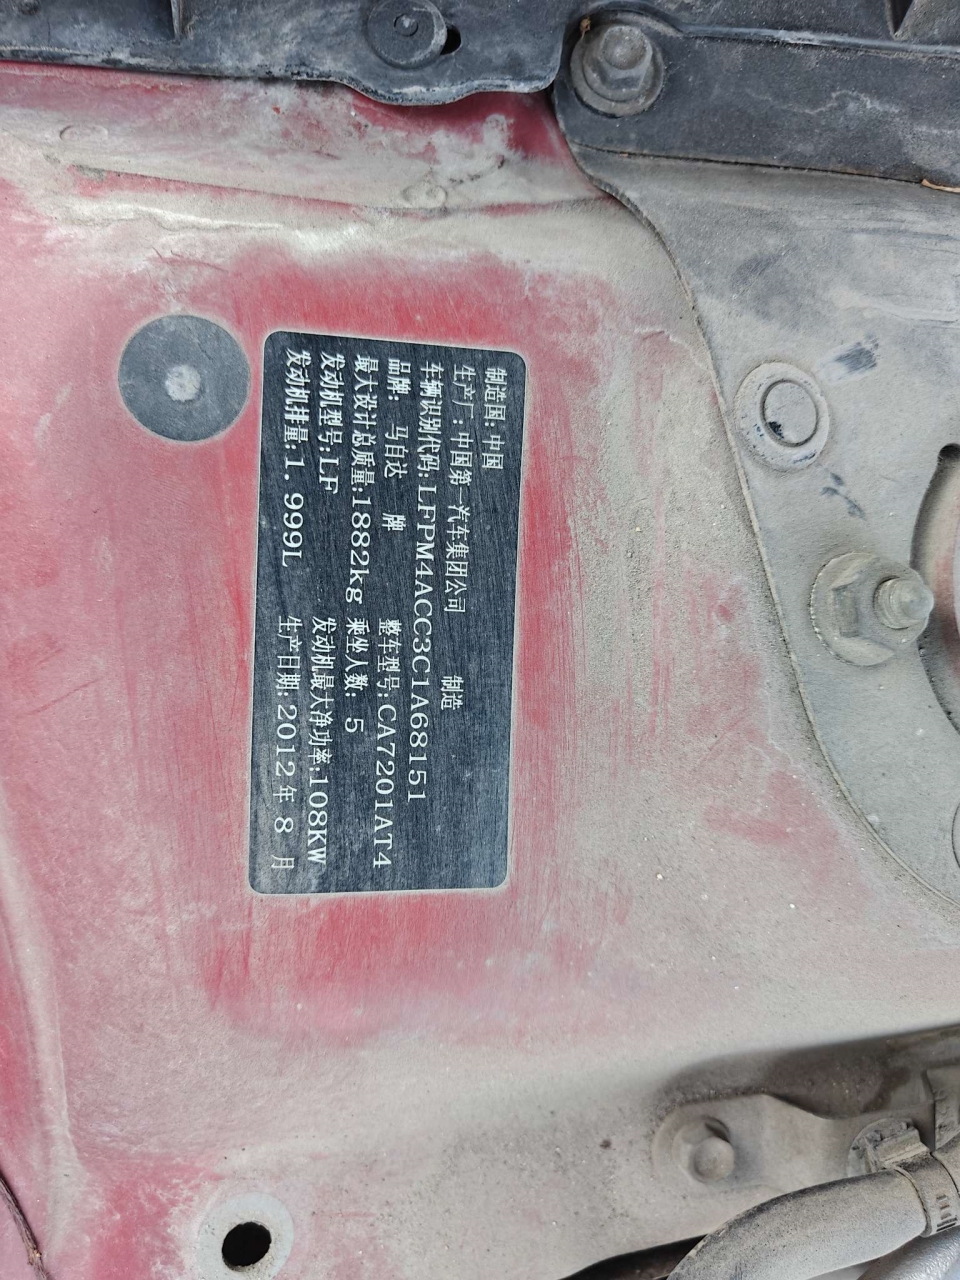 制造国: 中国
生产厂: 中国第一汽车集团公司 制造
车辆识别代码: LFPM4ACC3C1A68151
品牌: 马自达 牌 整车型号: CA7201AT4
最大设计总质量: 1882kg 乘坐人数: 5
发动机型号: LF 发动机最大净功率: 108KW
发动机排量: 1.999L 生产日期: 2012年 8 月